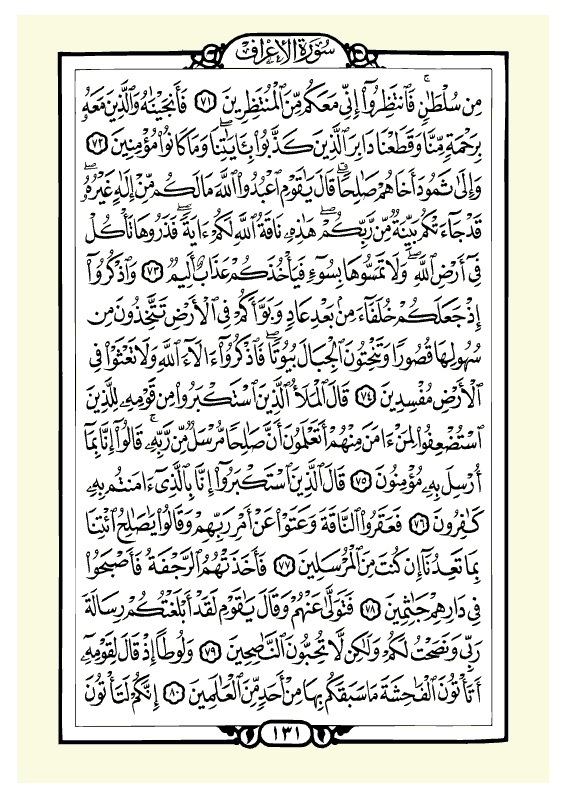 سُورَةُ الْأَعْرَافِ
مِن سُلْطَٰنٍ ۚ فَٱنتَظِرُوٓا۟ إِنِّى مَعَكُم مِّنَ ٱلْمُنتَظِرِينَ ٧١ فَأَنجَيْنَٰهُ وَٱلَّذِينَ مَعَهُۥ
بِرَحْمَةٍ مِّنَّا وَقَطَعْنَا دَابِرَ ٱلَّذِينَ كَذَّبُوا۟ بِـَٔايَٰتِنَا ۖ وَمَا كَانُوا۟ مُؤْمِنِينَ ٧٢
وَإِلَىٰ ثَمُودَ أَخَاهُمْ صَٰلِحًا ۗ قَالَ يَٰقَوْمِ ٱعْبُدُوا۟ ٱللَّهَ مَا لَكُم مِّنْ إِلَٰهٍ غَيْرُهُۥ ۖ
قَدْ جَآءَتْكُم بَيِّنَةٌ مِّن رَّبِّكُمْ ۖ هَٰذِهِۦ نَاقَةُ ٱللَّهِ لَكُمْ ءَايَةً ۖ فَذَرُوهَا تَأْكُلْ
فِىٓ أَرْضِ ٱللَّهِ ۖ وَلَا تَمَسُّوهَا بِسُوٓءٍ فَيَأْخُذَكُمْ عَذَابٌ أَلِيمٌ ٧٣ وَٱذْكُرُوٓا۟
إِذْ جَعَلَكُمْ خُلَفَآءَ مِنۢ بَعْدِ عَادٍ وَبَوَّأَكُمْ فِى ٱلْأَرْضِ تَتَّخِذُونَ مِن
سُهُولِهَا قُصُورًا وَتَنْحِتُونَ ٱلْجِبَالَ بُيُوتًا ۖ فَٱذْكُرُوٓا۟ ءَالَآءَ ٱللَّهِ وَلَا تَعْثَوْا۟ فِى
ٱلْأَرْضِ مُفْسِدِينَ ٧٤ قَالَ ٱلْمَلَأُ ٱلَّذِينَ ٱسْتَكْبَرُوا۟ مِن قَوْمِهِۦ لِلَّذِينَ
ٱسْتُضْعِفُوا۟ لِمَنْ ءَامَنَ مِنْهُمْ أَتَعْلَمُونَ أَنَّ صَٰلِحًا مُّرْسَلٌ مِّن رَّبِّهِۦ ۚ قَالُوٓا۟ إِنَّا بِمَآ
أُرْسِلَ بِهِۦ مُؤْمِنُونَ ٧٥ قَالَ ٱلَّذِينَ ٱسْتَكْبَرُوٓا۟ إِنَّا بِٱلَّذِىٓ ءَامَنتُم بِهِۦ
كَٰفِرُونَ ٧٦ فَعَقَرُوا۟ ٱلنَّاقَةَ وَعَتَوْا۟ عَنْ أَمْرِ رَبِّهِمْ وَقَالُوا۟ يَٰصَٰلِحُ ٱئْتِنَا
بِمَا تَعِدُنَآ إِن كُنتَ مِنَ ٱلْمُرْسَلِينَ ٧٧ فَأَخَذَتْهُمُ ٱلرَّجْفَةُ فَأَصْبَحُوا۟
فِى دَارِهِمْ جَٰثِمِينَ ٧٨ فَتَوَلَّىٰ عَنْهُمْ وَقَالَ يَٰقَوْمِ لَقَدْ أَبْلَغْتُكُمْ رِسَالَةَ
رَبِّى وَنَصَحْتُ لَكُمْ وَلَٰكِن لَّا تُحِبُّونَ ٱلنَّٰصِحِينَ ٧٩ وَلُوطًا إِذْ قَالَ لِقَوْمِهِۦٓ
أَتَأْتُونَ ٱلْفَٰحِشَةَ مَا سَبَقَكُم بِهَا مِنْ أَحَدٍ مِّنَ ٱلْعَٰلَمِينَ ٨٠ إِنَّكُمْ لَتَأْتُونَ
١٣١